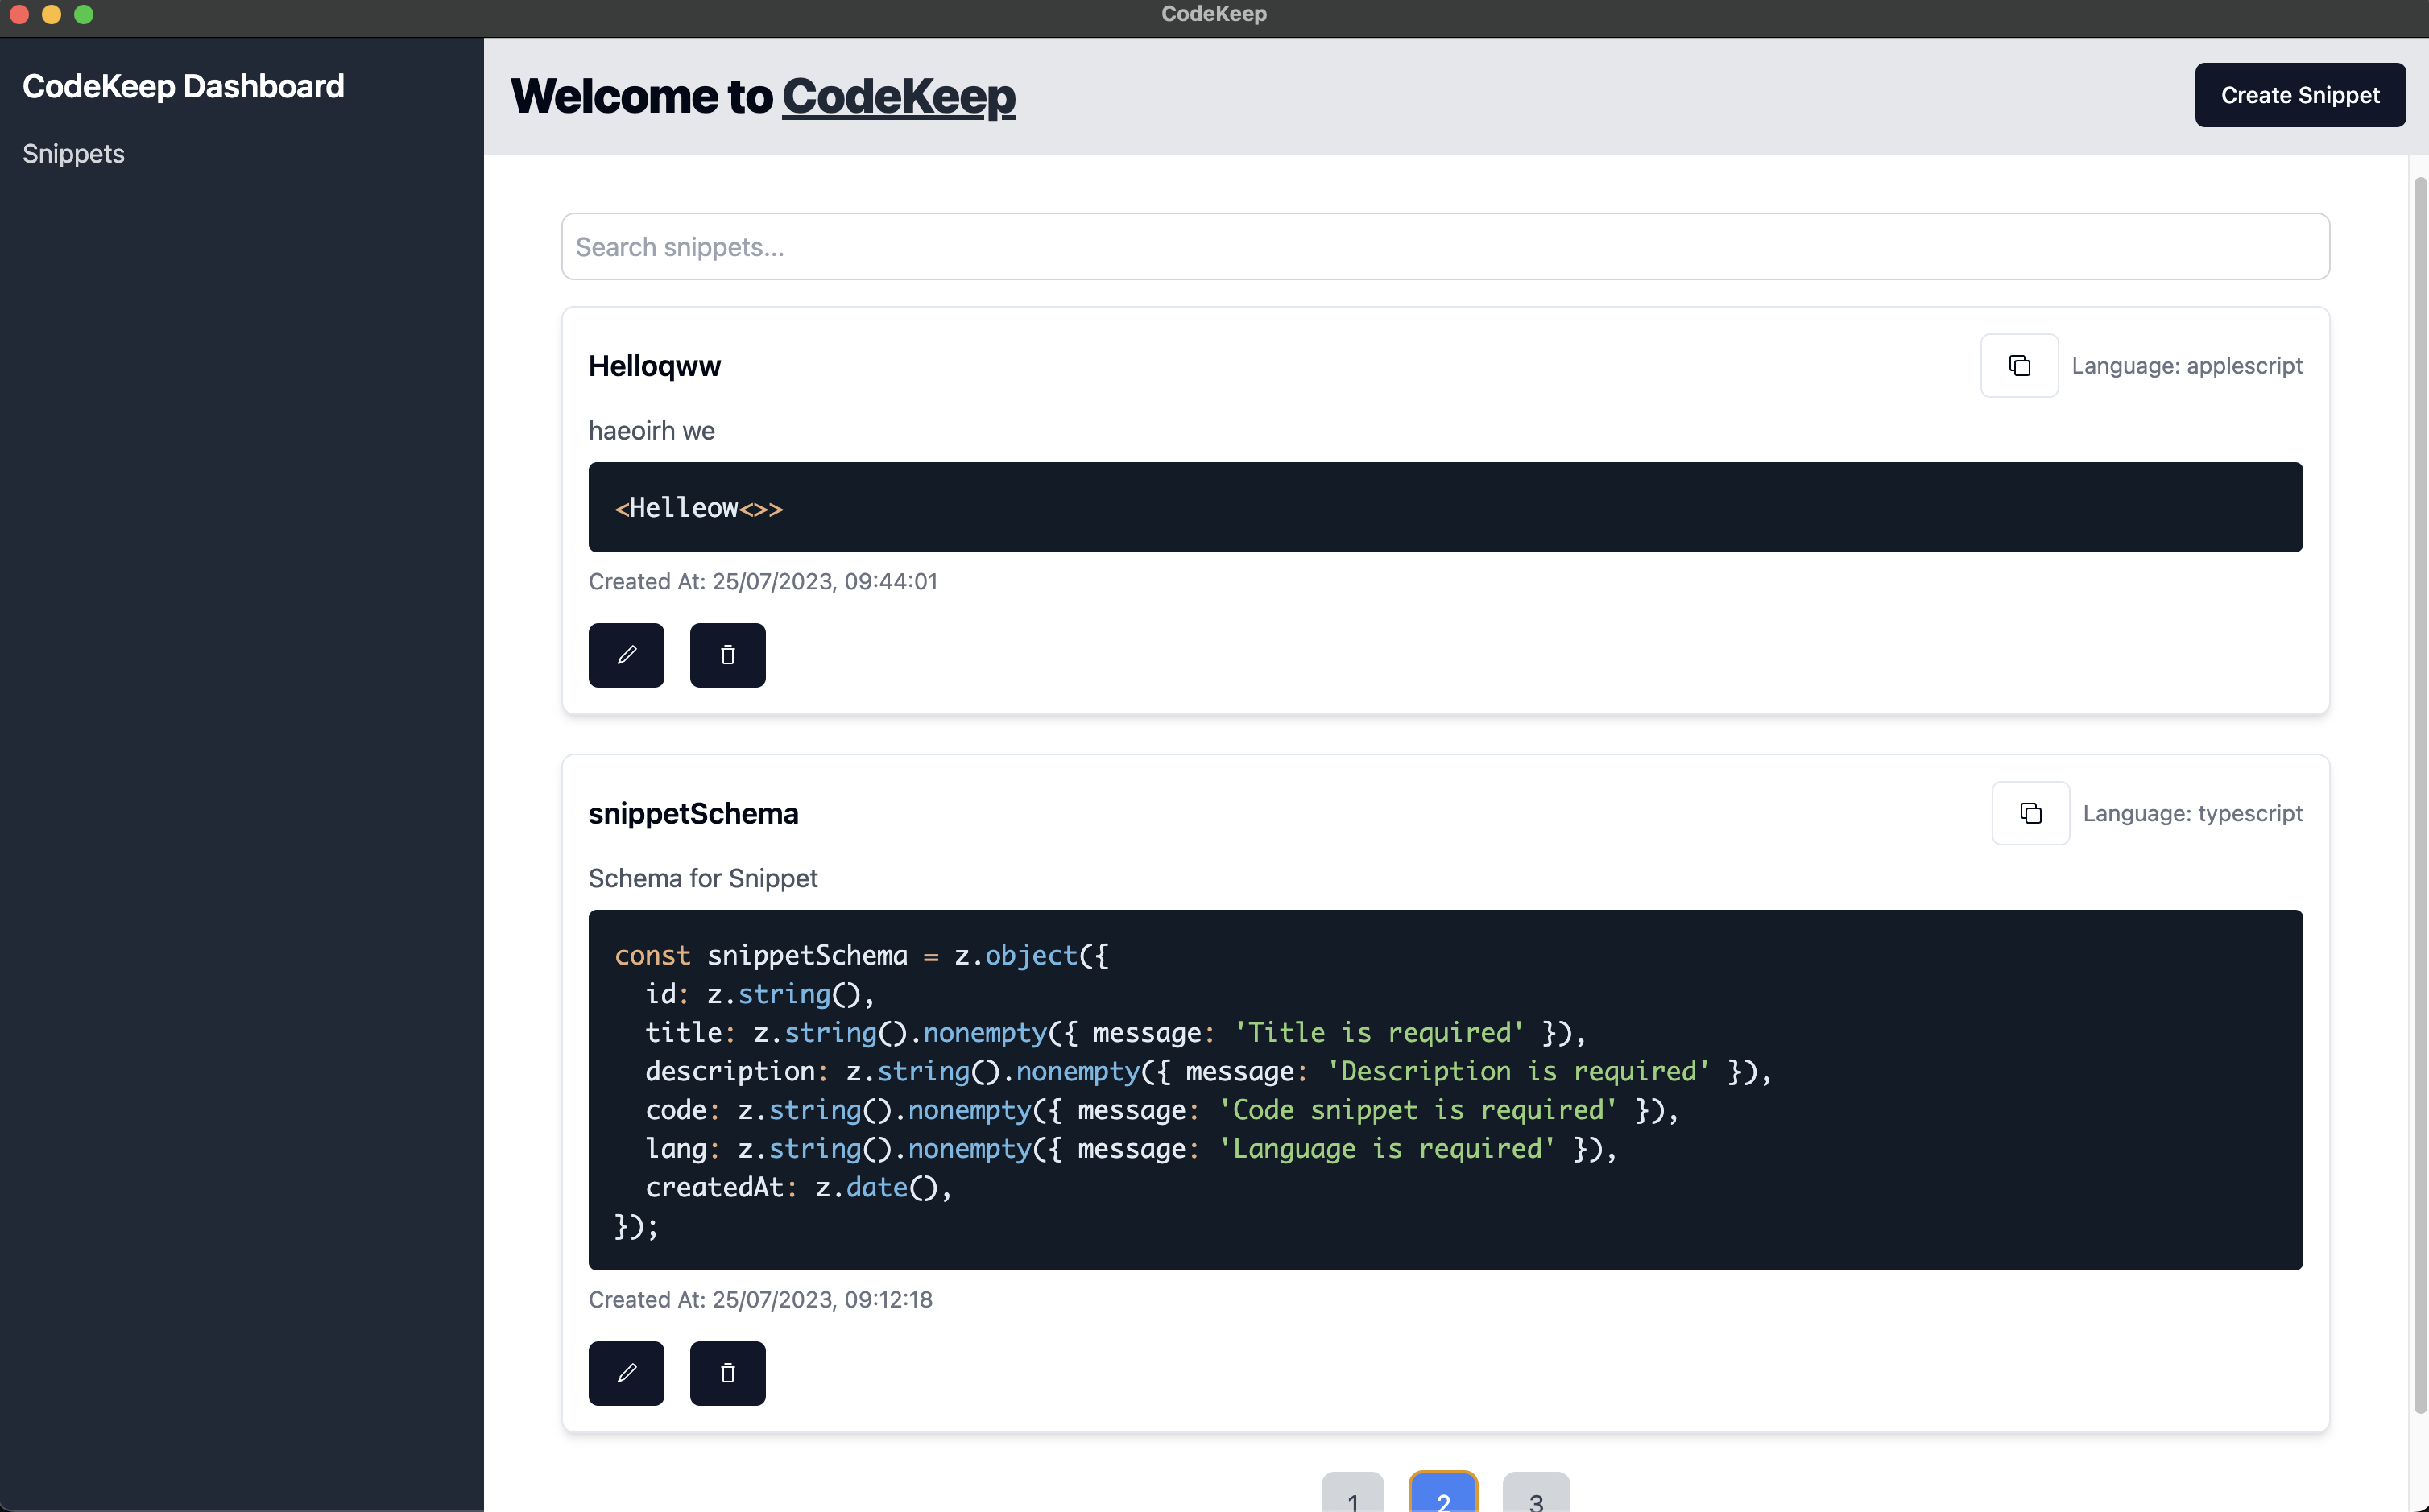 CodeKeep
CodeKeep Dashboard
Snippets
Welcome to CodeKeep
Create Snippet
Search snippets...
Helloqww
Language: applescript
haeoirh we
<Helleow<>>
Created At: 25/07/2023, 09:44:01
snippetSchema
Language: typescript
Schema for Snippet
const snippetSchema = z.object({
  id: z.string(),
  title: z.string().nonempty({ message: 'Title is required' }),
  description: z.string().nonempty({ message: 'Description is required' }),
  code: z.string().nonempty({ message: 'Code snippet is required' }),
  lang: z.string().nonempty({ message: 'Language is required' }),
  createdAt: z.date(),
});
Created At: 25/07/2023, 09:12:18
1 2 3